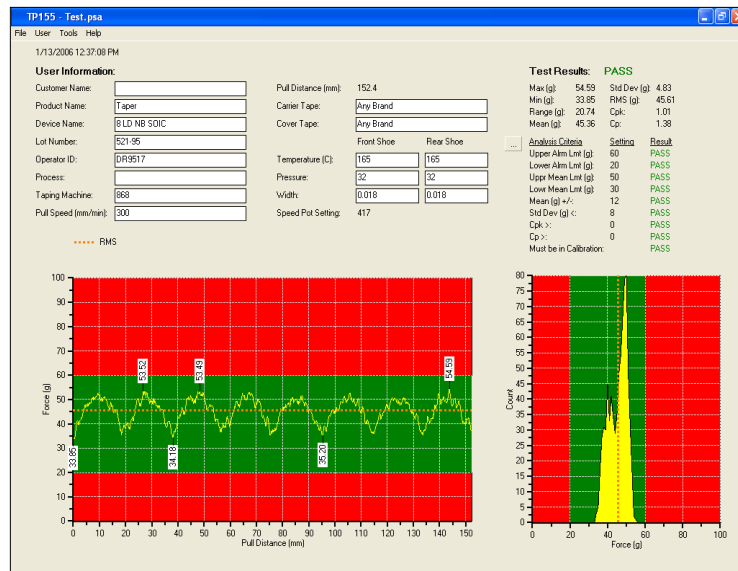 TP155 - Test.psa
File User Tools Help
1/13/2006 12:37:08 PM
User Information:
Customer Name:
Product Name: Taper
Device Name: 8 LD NB SOIC
Lot Number: 521-95
Operator ID: DR9517
Process:
Taping Machine: 868
Pull Speed (mm/min): 300
Pull Distance (mm): 152.4
Carrier Tape: Any Brand
Cover Tape: Any Brand
Front Shoe Rear Shoe
Temperature (C): 165 165
Pressure: 32 32
Width: 0.018 0.018
Speed Pot Setting: 417
Test Results: PASS
Max (g): 54.59 Std Dev (g): 4.83
Min (g): 33.85 RMS (g): 45.61
Range (g): 20.74 Cpk: 1.01
Mean (g): 45.36 Cp: 1.38
...
Analysis Criteria Setting Result
Upper Alrm Lmt (g): 60 PASS
Lower Alrm Lmt (g): 20 PASS
Uppr Mean Lmt (g): 50 PASS
Lowr Mean Lmt (g): 30 PASS
Mean (g) +/-: 12 PASS
Std Dev (g) <: 8 PASS
Cpk >: 0 PASS
Cp >: 0 PASS
Must be in Calibration: PASS
RMS
Force (g)
100
90
80
70
60
50
40
30
20
10
0
33.85
53.52
34.18
53.49
35.20
54.59
0 10 20 30 40 50 60 70 80 90 100 110 120 130 140 150
Pull Distance (mm)
Count
80
75
70
65
60
55
50
45
40
35
30
25
20
15
10
5
0
0 20 40 60 80 100
Force (g)